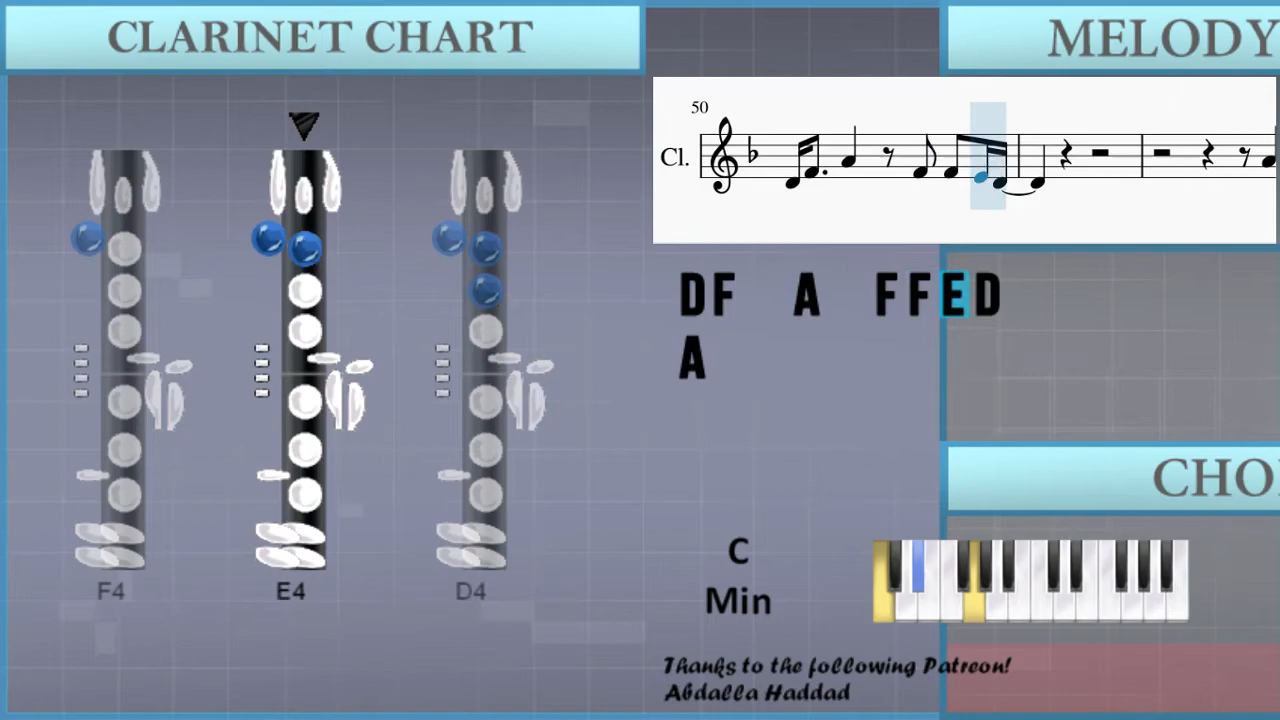 CLARINET CHART
MELODY
50
Cl.
DF A FFED
A
F4 E4 D4
CHO
C
Min
Thanks to the following Patreon!
Abdalla Haddad